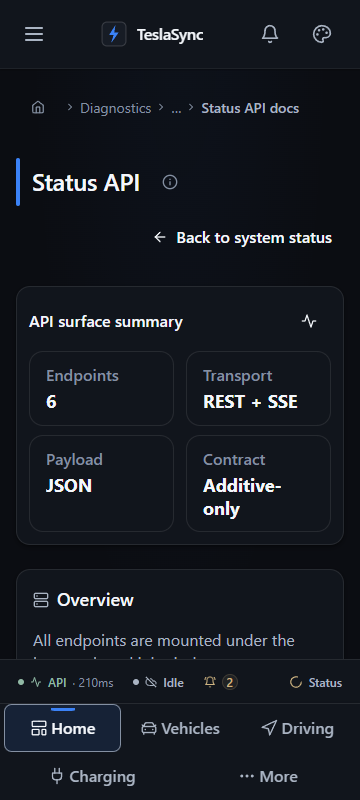 TeslaSync
Diagnostics > ... > Status API docs
Status API
← Back to system status
API surface summary
Endpoints
6
Transport
REST + SSE
Payload
JSON
Contract
Additive-
only
Overview
All endpoints are mounted under the
API · 210ms
Idle
2
Status
Home
Vehicles
Driving
Charging
More